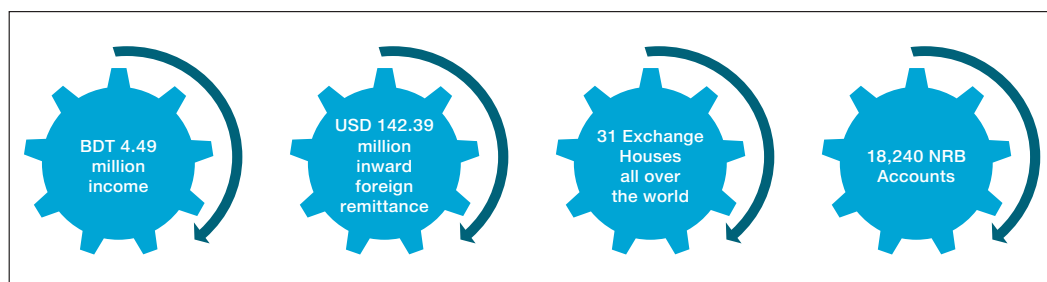 BDT 4.49
million
income
USD 142.39
million
inward
foreign
remittance
31 Exchange
Houses
all over
the world
18,240 NRB
Accounts